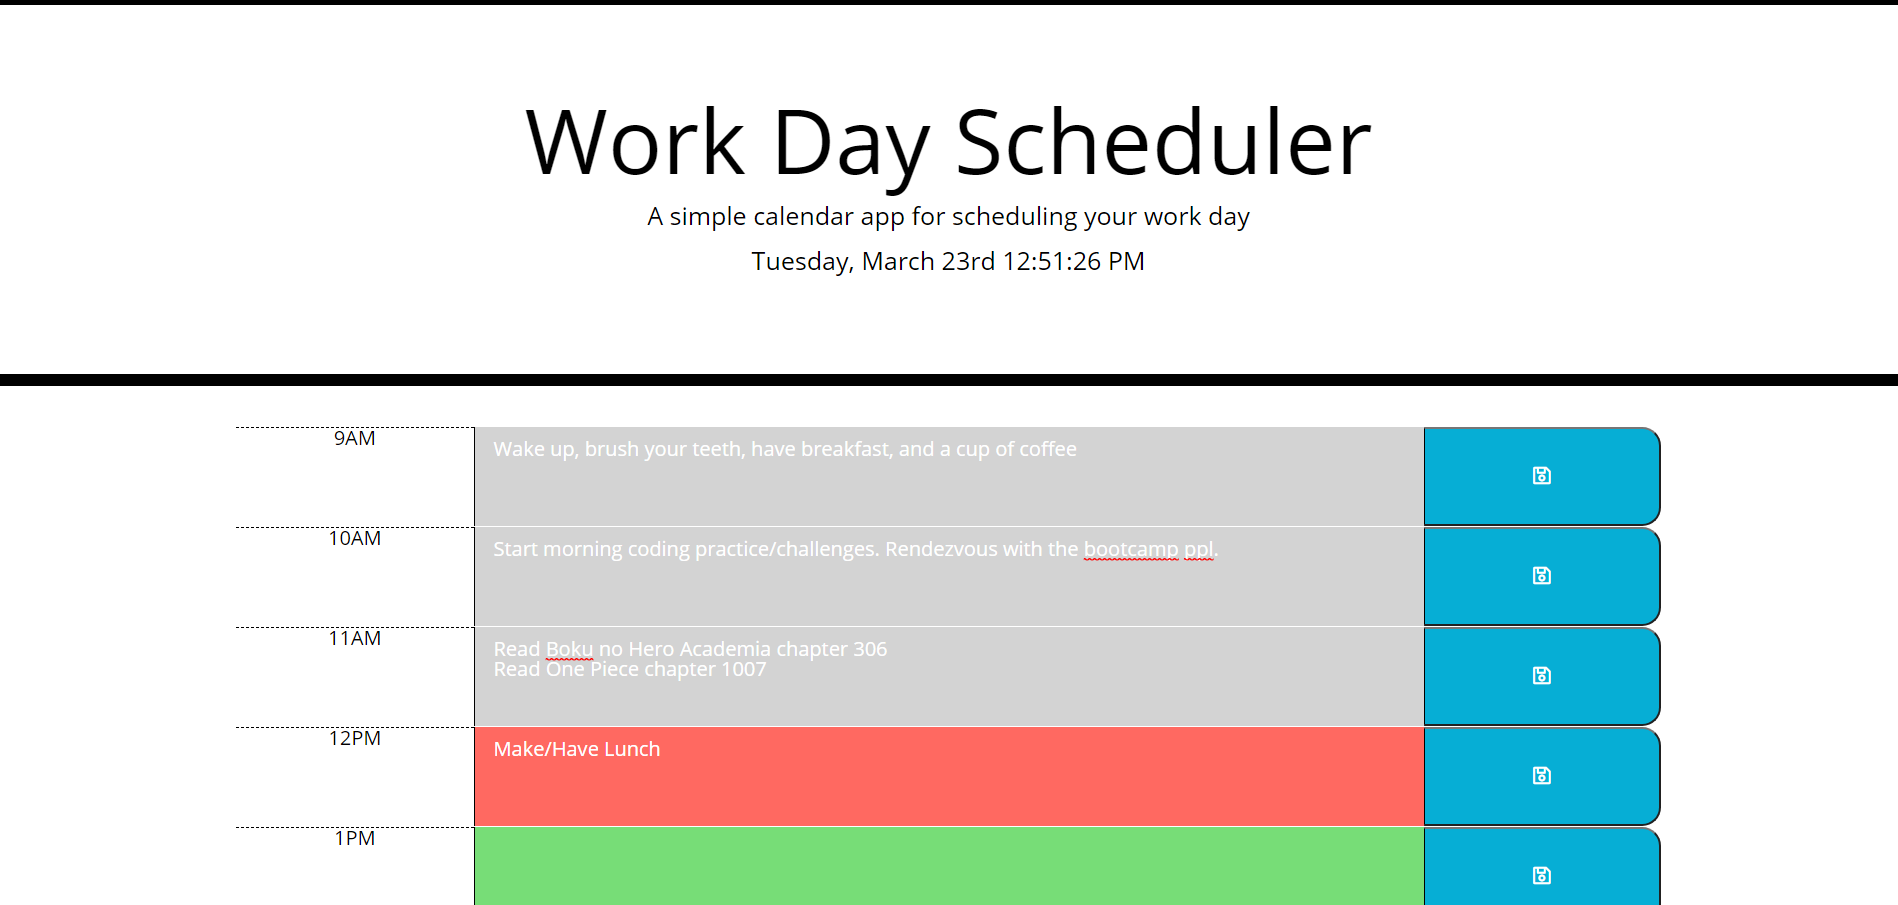 Work Day Scheduler
A simple calendar app for scheduling your work day
Tuesday, March 23rd 12:51:26 PM
9AM
Wake up, brush your teeth, have breakfast, and a cup of coffee
10AM
Start morning coding practice/challenges. Rendezvous with the bootcamp ppl.
11AM
Read Boku no Hero Academia chapter 306
Read One Piece chapter 1007
12PM
Make/Have Lunch
1PM